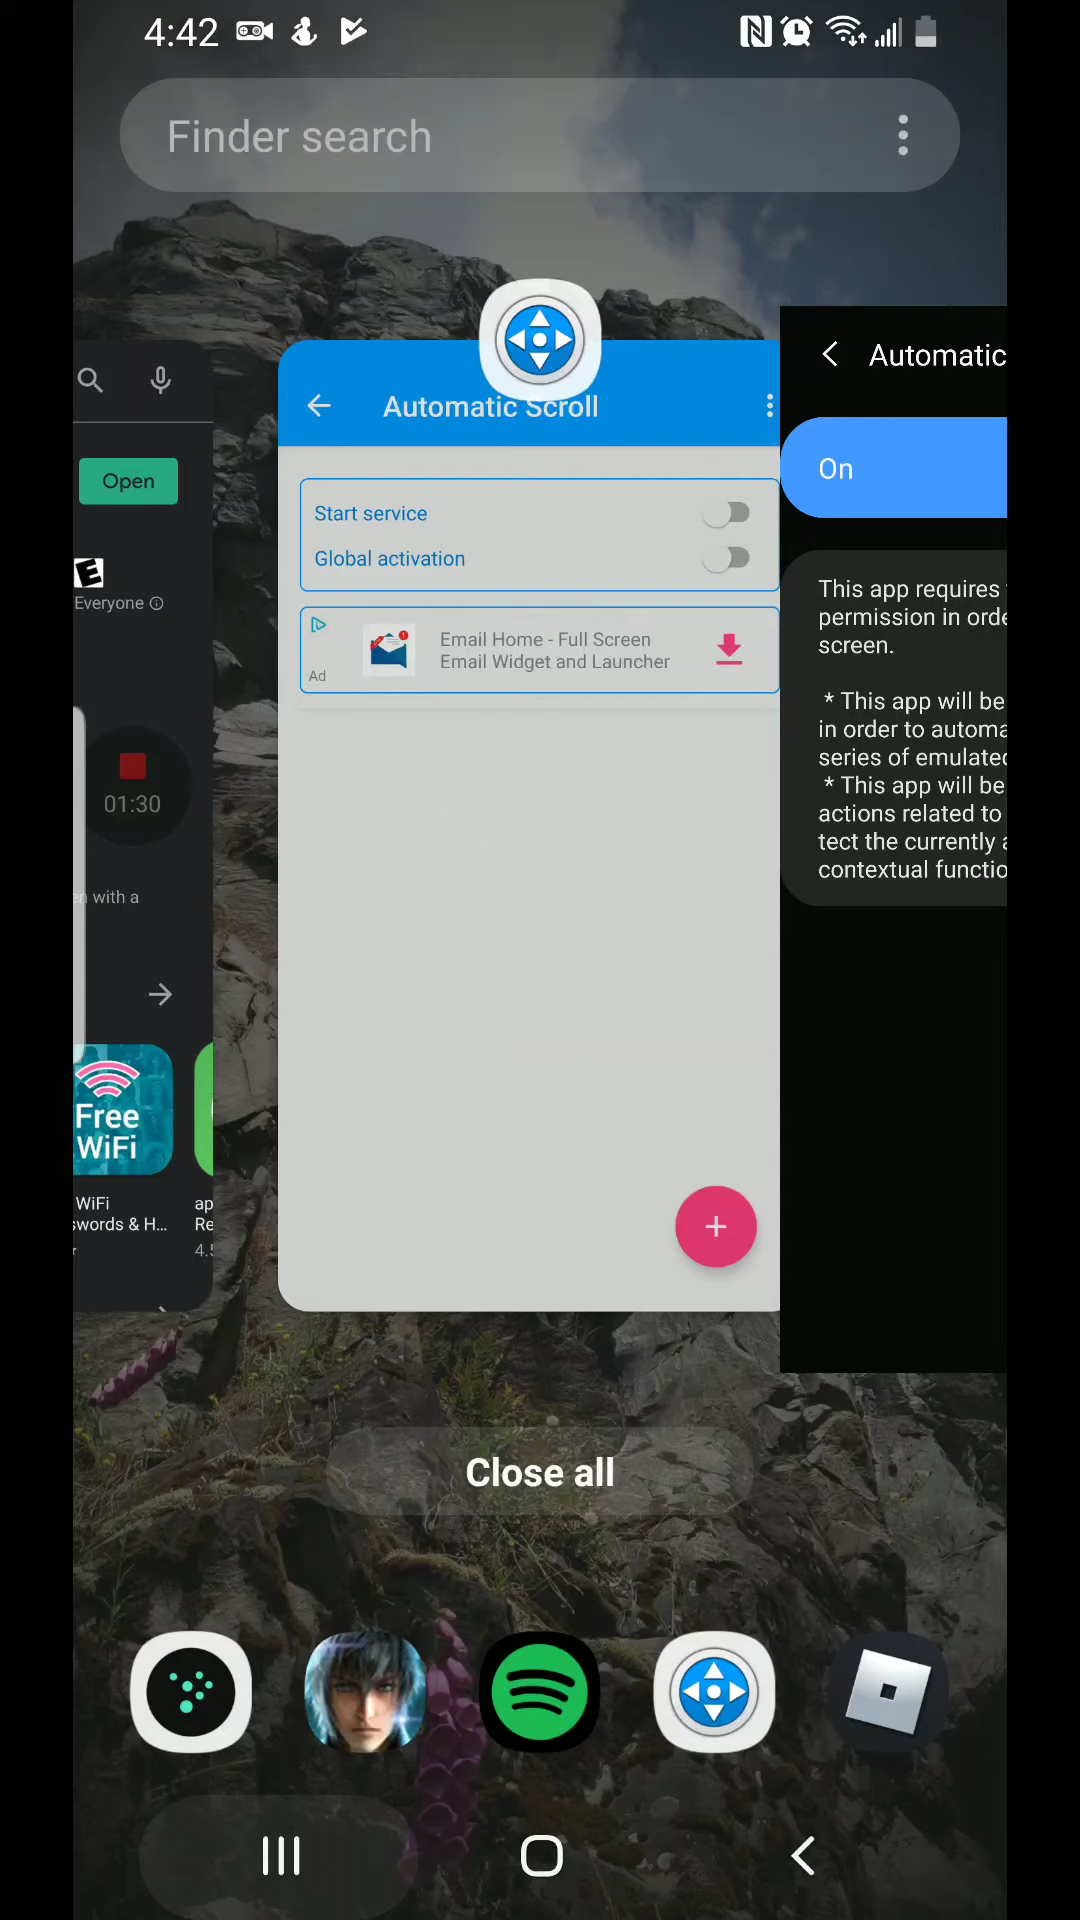 4:42
Finder search
Open
E
Everyone
01:30
en with a
Free
WiFi
WiFi
swords & H...
ap
Re
4.5
Automatic Scroll
Start service
Global activation
Ad
Email Home - Full Screen
Email Widget and Launcher
+
Automatic
On
This app requires
permission in orde
screen.
* This app will be
in order to automa
series of emulated
* This app will be
actions related to
tect the currently a
contextual functio
Close all